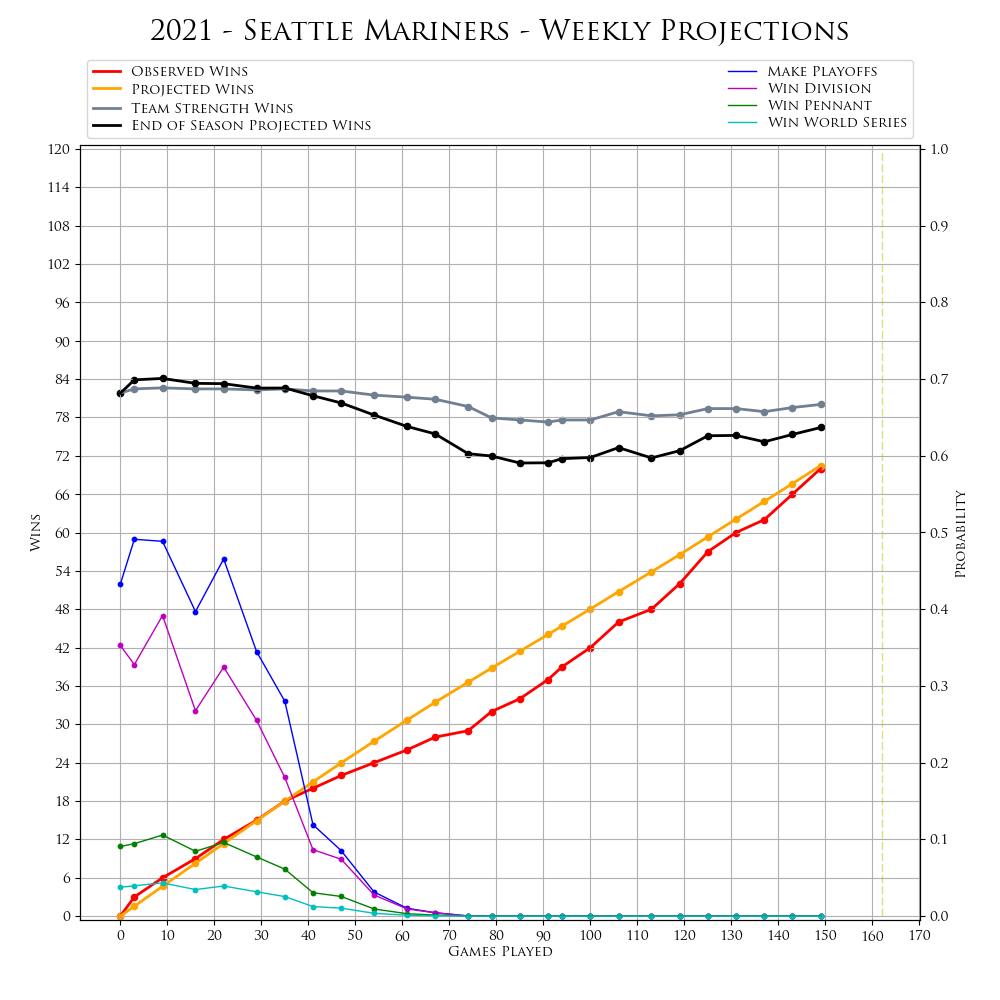 2021 - Seattle Mariners - Weekly Projections
Observed Wins
Projected Wins
Team Strength Wins
End of Season Projected Wins
Make Playoffs
Win Division
Win Pennant
Win World Series
120
114
108
102
96
90
84
78
72
66
60
54
48
42
36
30
24
18
12
6
0
Wins
1.0
0.9
0.8
0.7
0.6
0.5
0.4
0.3
0.2
0.1
0.0
Probability
0 10 20 30 40 50 60 70 80 90 100 110 120 130 140 150 160 170
Games Played